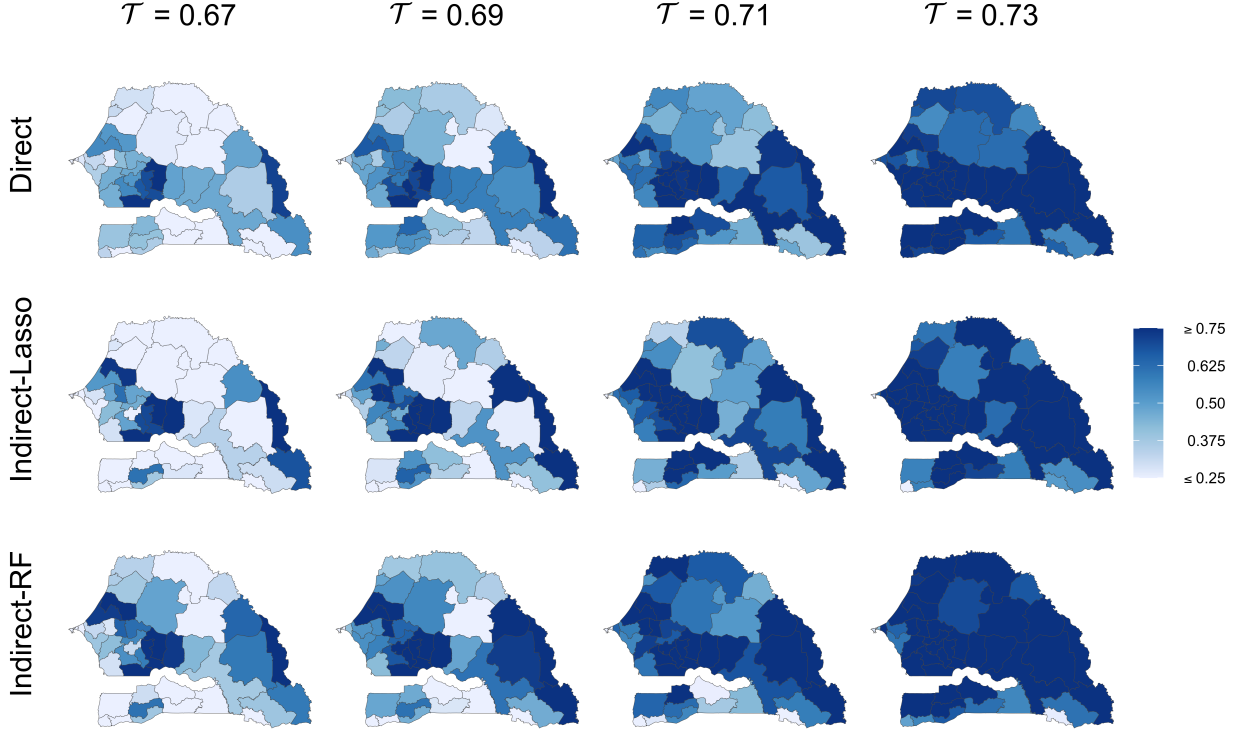 𝒯 = 0.67
𝒯 = 0.69
𝒯 = 0.71
𝒯 = 0.73
Direct
Indirect-Lasso
Indirect-RF
≥ 0.75
0.625
0.50
0.375
≤ 0.25